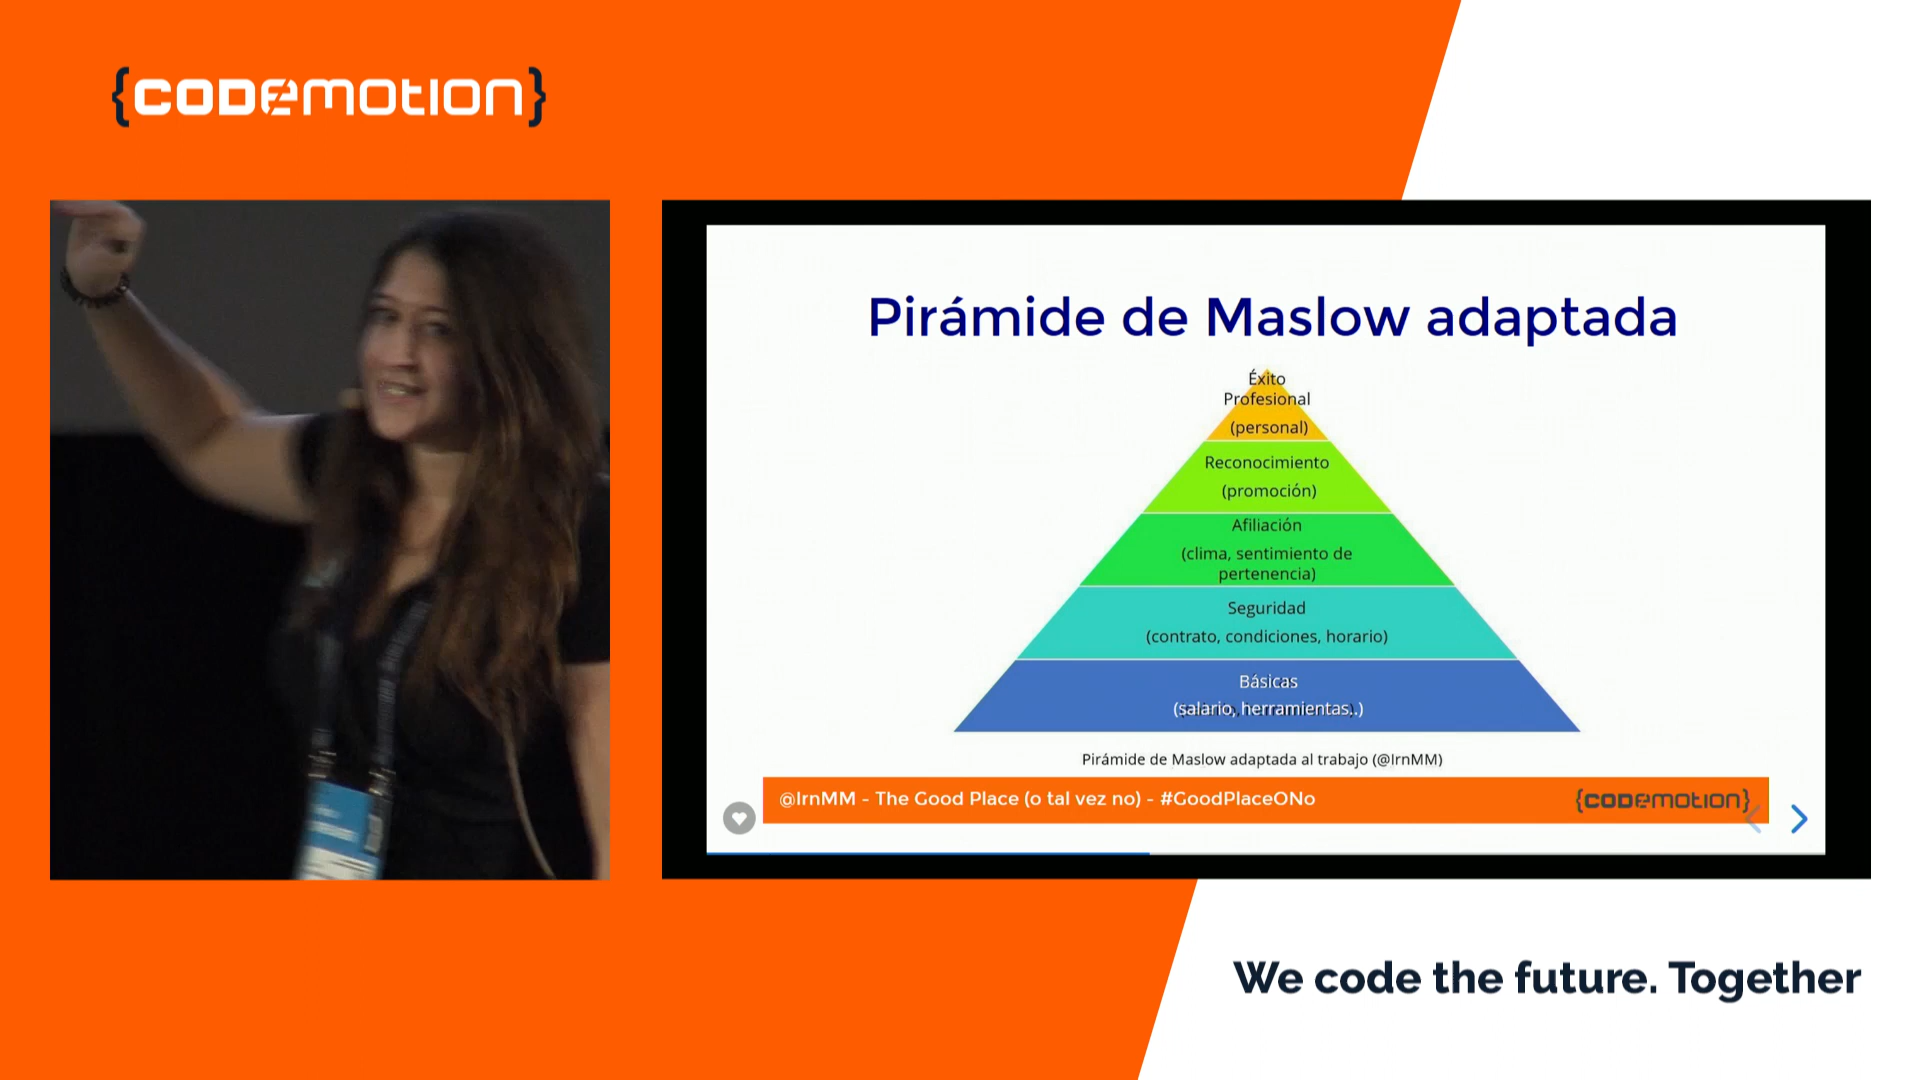 {CODEMOTION}
Pirámide de Maslow adaptada
Éxito
Profesional
(personal)
Reconocimiento
(promoción)
Afiliación
(clima, sentimiento de
pertenencia)
Seguridad
(contrato, condiciones, horario)
Básicas
(salario, herramientas..)
Pirámide de Maslow adaptada al trabajo (@IrnMM)
@IrnMM - The Good Place (o tal vez no) - #GoodPlaceONo
{CODEMOTION}
We code the future. Together